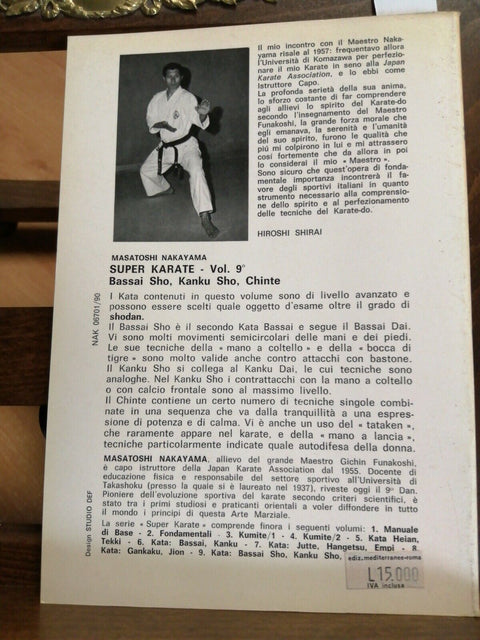 Il mio incontro con il Maestro Naka-
yama risale al 1957: frequentavo allora
l'Università di Komazawa per perfezio-
nare il mio Karate in seno alla Japan
Karate Association, e lo ebbi come
Istruttore Capo.
La profonda serietà della sua anima,
lo sforzo costante di far comprendere
agli allievi lo spirito del Karate-do
secondo l'insegnamento del Maestro
Funakoshi, la grande forza morale che
egli emanava, la serenità e l'umanità
del suo spirito, furono le qualità che
più mi colpirono in lui e mi attrassero
così fortemente che da allora in poi
lo considerai il mio « Maestro ».
Sono sicuro che quest'opera di fonda-
mentale importanza incontrerà il fa-
vore degli sportivi italiani in quanto
strumento necessario alla comprensio-
ne dello spirito e al perfezionamento
delle tecniche del Karate-do.
HIROSHI SHIRAI
MASATOSHI NAKAYAMA
SUPER KARATE - Vol. 9°
Bassai Sho, Kanku Sho, Chinte
I Kata contenuti in questo volume sono di livello avanzato e
possono essere scelti quale oggetto d'esame oltre il grado di
shodan.
Il Bassai Sho è il secondo Kata Bassai e segue il Bassai Dai.
Vi sono molti movimenti semicircolari delle mani e dei piedi.
Le sue tecniche della « mano a coltello » e della « bocca di
tigre » sono molto valide anche contro attacchi con bastone.
Il Kanku Sho si collega al Kanku Dai, le cui tecniche sono
analoghe. Nel Kanku Sho i contrattacchi con la mano a coltello
o con calcio frontale sono al massimo livello.
Il Chinte contiene un certo numero di tecniche singole combi-
nate in una sequenza che va dalla tranquillità a una espres-
sione di potenza e di calma. Vi è anche un uso del « tataken »,
che raramente appare nel karate, e della « mano a lancia »,
tecniche particolarmente indicate quale autodifesa della donna.
MASATOSHI NAKAYAMA, allievo del grande Maestro Gichin Funakoshi,
è capo istruttore della Japan Karate Association dal 1955. Docente di
educazione fisica e responsabile del settore sportivo all'Università di
Takashoku (presso la quale si è laureato nel 1937), riveste oggi il 9° Dan.
Pioniere dell'evoluzione sportiva del karate secondo criteri scientifici, è
stato tra i primi studiosi e praticanti orientali a voler diffondere in tutto
il mondo i principi di questa Arte Marziale.
La serie « Super Karate » comprende finora i seguenti volumi: 1. Manuale
di Base - 2. Fondamentali - 3. Kumite/1 - 4. Kumite/2 - 5. Kata Heian,
Tekki - 6. Kata: Bassai, Kanku - 7. Kata: Jutte, Hangetsu, Empi - 8.
Kata: Gankaku, Jion - 9. Kata: Bassai Sho, Kanku Sho,
ediz. mediterranee-roma
L.15.000
IVA inclusa
NAK 06701/90
Design STUDIO DEF